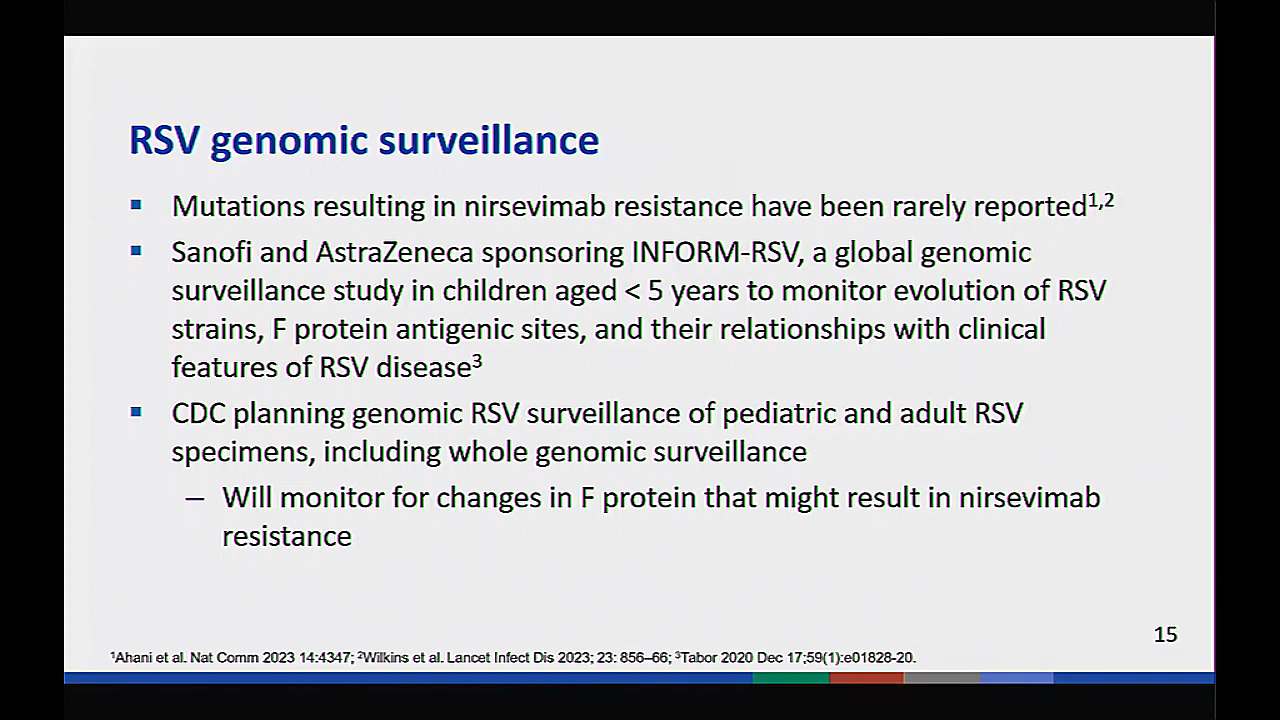 RSV genomic surveillance
▪ Mutations resulting in nirsevimab resistance have been rarely reported1,2
▪ Sanofi and AstraZeneca sponsoring INFORM-RSV, a global genomic
surveillance study in children aged < 5 years to monitor evolution of RSV
strains, F protein antigenic sites, and their relationships with clinical
features of RSV disease3
▪ CDC planning genomic RSV surveillance of pediatric and adult RSV
specimens, including whole genomic surveillance
– Will monitor for changes in F protein that might result in nirsevimab
resistance
15
1Ahani et al. Nat Comm 2023 14:4347; 2Wilkins et al. Lancet Infect Dis 2023; 23: 856–66; 3Tabor 2020 Dec 17;59(1):e01828-20.